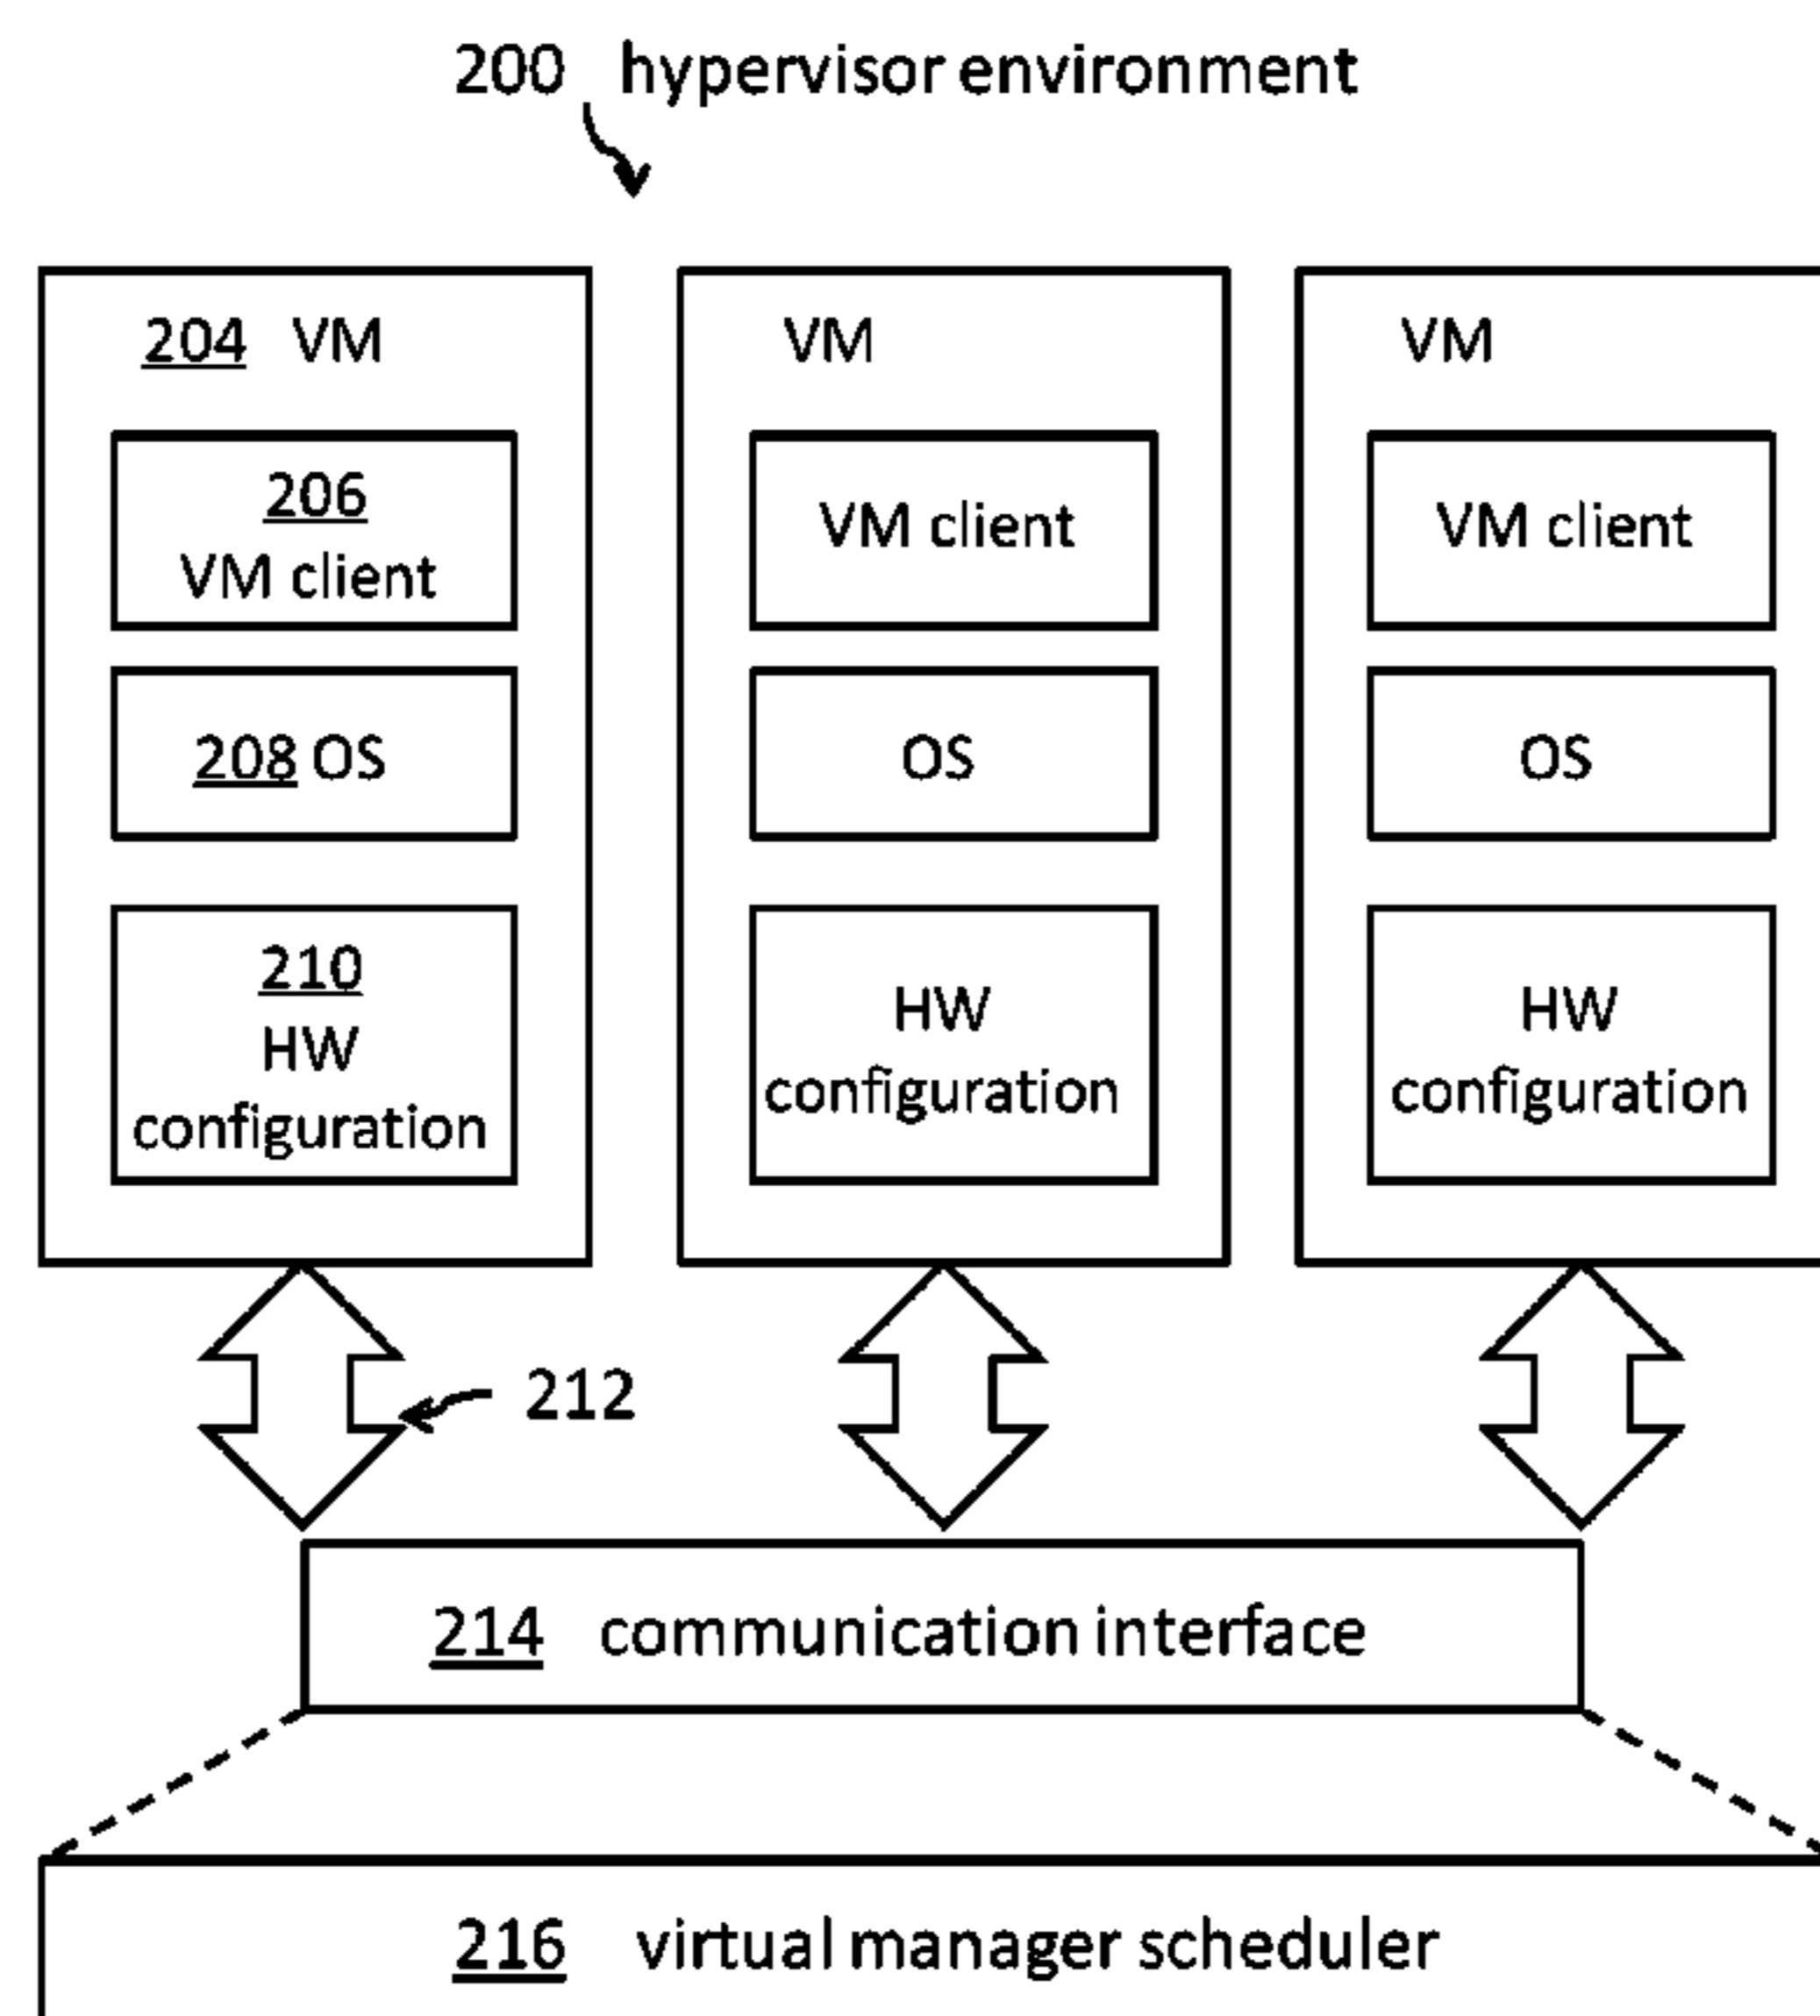 200 hypervisor environment
204 VM
206
VM client
208 OS
210
HW
configuration
VM
VM client
OS
HW
configuration
VM
VM client
OS
HW
configuration
212
214 communication interface
216 virtual manager scheduler